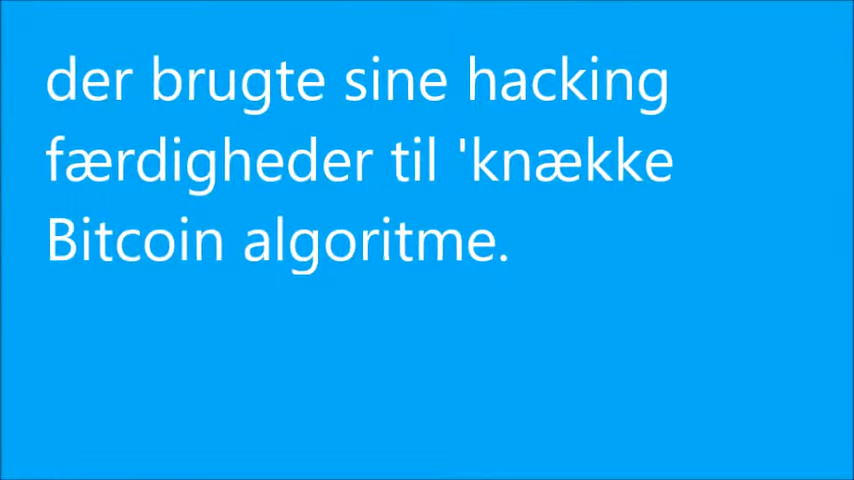 der brugte sine hacking
færdigheder til 'knække
Bitcoin algoritme.